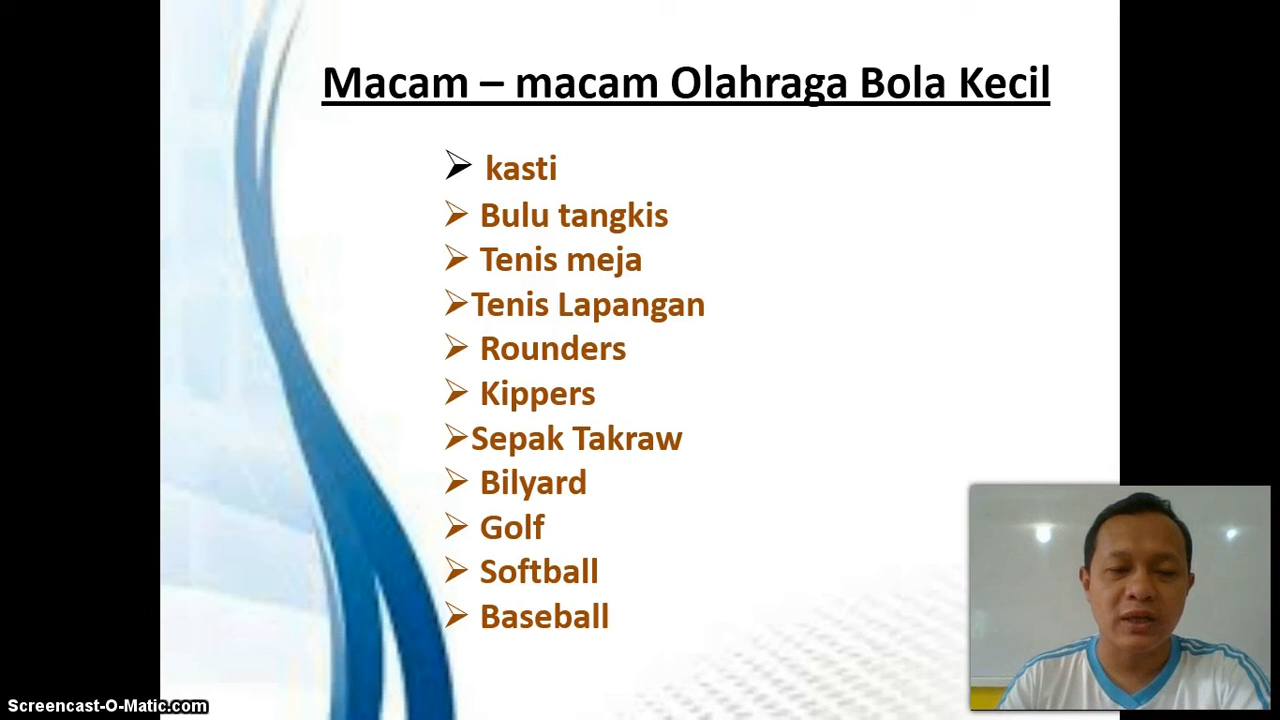 Macam – macam Olahraga Bola Kecil
kasti
Bulu tangkis
Tenis meja
Tenis Lapangan
Rounders
Kippers
Sepak Takraw
Bilyard
Golf
Softball
Baseball
Screencast-O-Matic.com